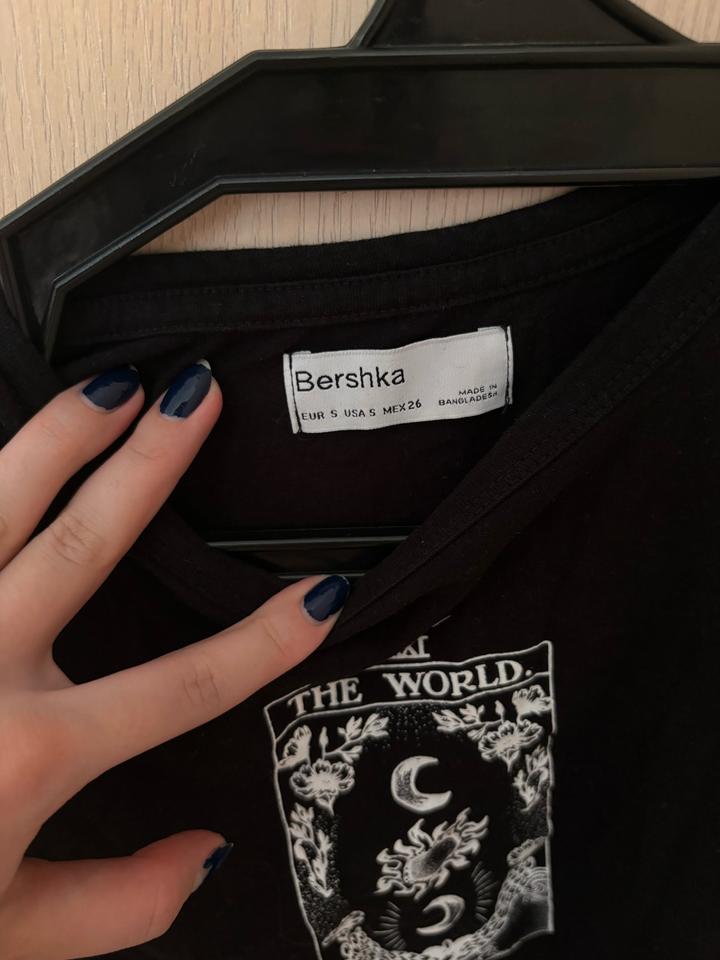 Bershka
EUR S USA S MEX 26
MADE IN
BANGLADESH
THE WORLD.